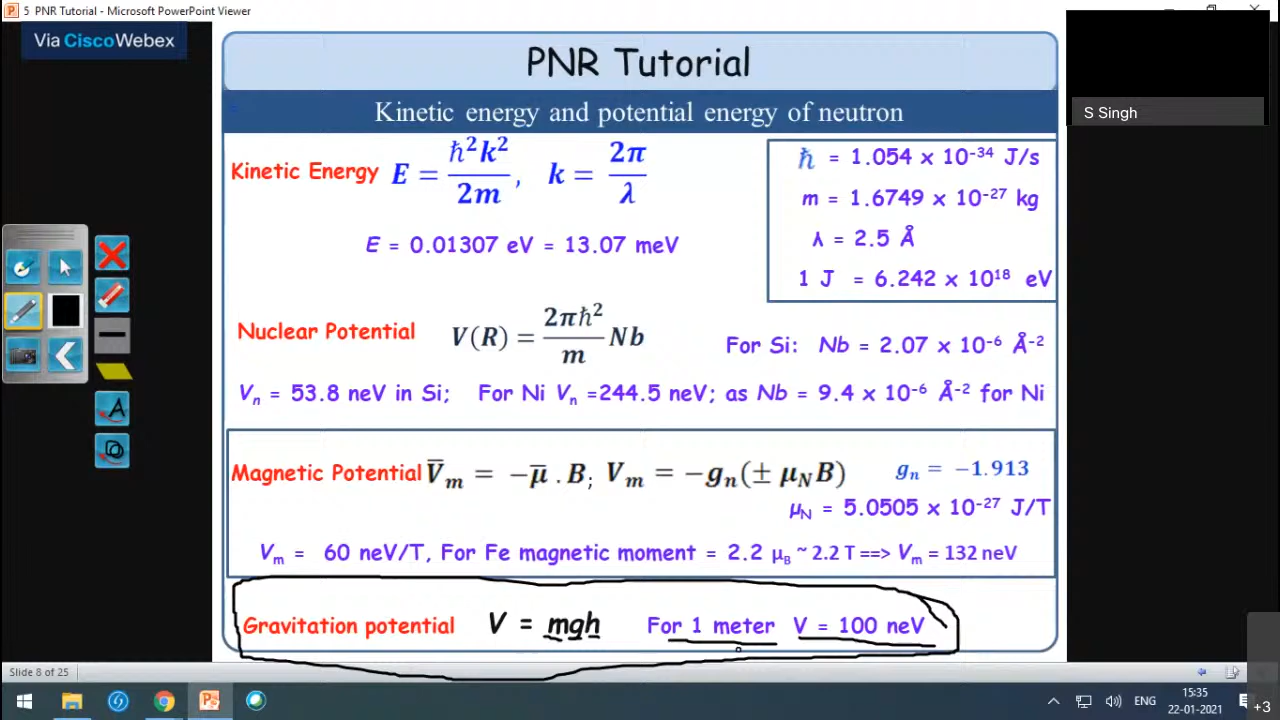 5 PNR Tutorial - Microsoft PowerPoint Viewer
Via Cisco Webex
PNR Tutorial
S Singh
Kinetic energy and potential energy of neutron
Kinetic Energy E = ħ²k²/2m, k = 2π/λ
ħ = 1.054 x 10⁻³⁴ J/s
m = 1.6749 x 10⁻²⁷ kg
λ = 2.5 Å
1 J = 6.242 x 10¹⁸ eV
E = 0.01307 eV = 13.07 meV
Nuclear Potential V(R) = 2πħ²/m Nb
For Si: Nb = 2.07 x 10⁻⁶ Å⁻²
Vₙ = 53.8 neV in Si; For Ni Vₙ =244.5 neV; as Nb = 9.4 x 10⁻⁶ Å⁻² for Ni
Magnetic Potential V̅ₘ = −μ̅ . B; Vₘ = −gₙ(± μ_N B) gₙ = −1.913
μ_N = 5.0505 x 10⁻²⁷ J/T
Vₘ = 60 neV/T, For Fe magnetic moment = 2.2 μ_B ~ 2.2 T ==> Vₘ = 132 neV
Gravitation potential V = mgh For 1 meter V = 100 neV
Slide 8 of 25
ENG
15:35
22-01-2021
+3